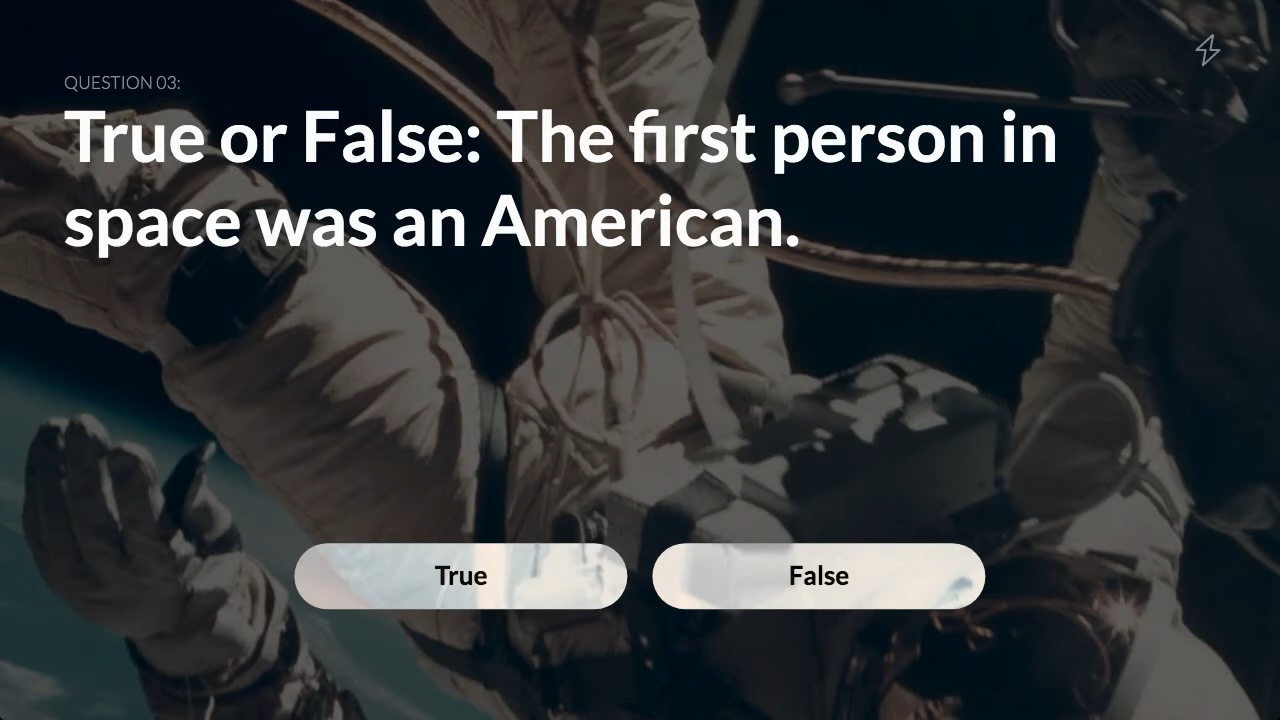 QUESTION 03:
True or False: The first person in
space was an American.
True
False